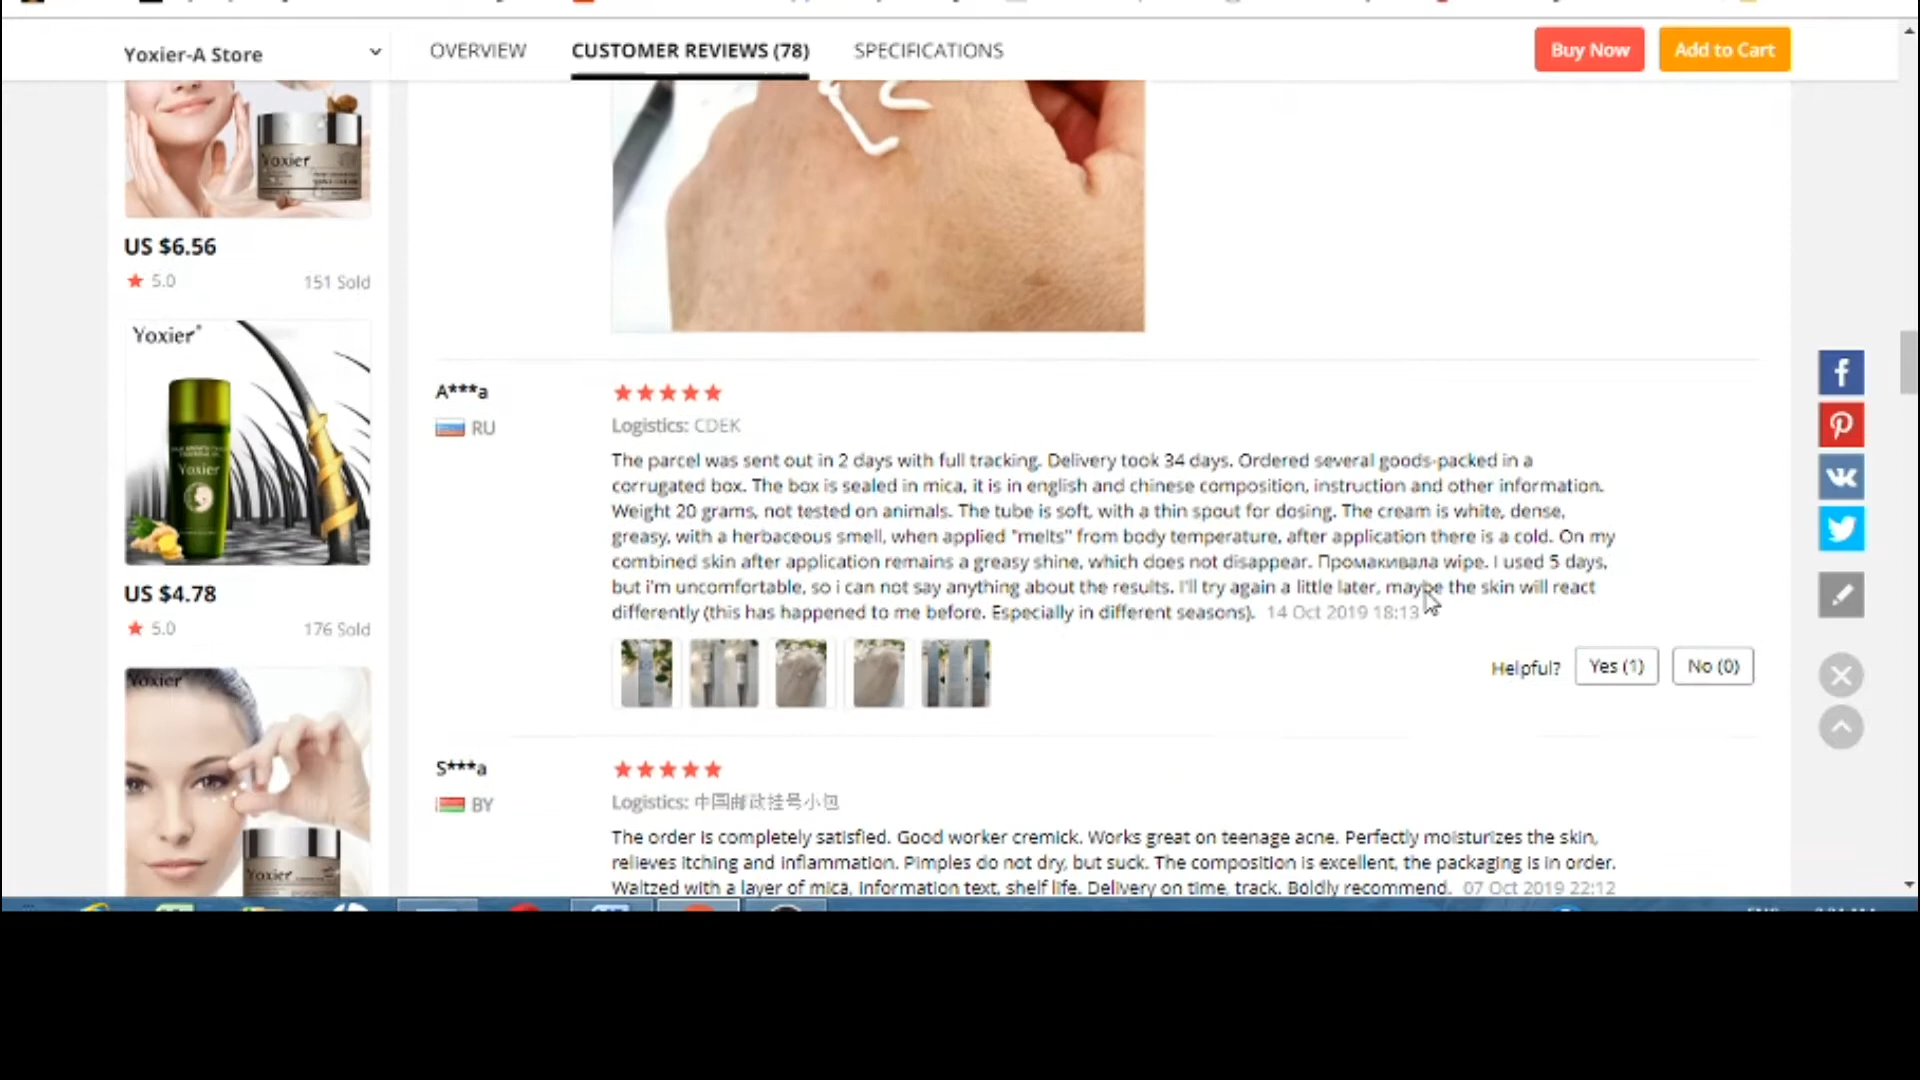 Yoxier-A Store
OVERVIEW
CUSTOMER REVIEWS (78)
SPECIFICATIONS
Buy Now
Add to Cart
Yoxier
US $6.56
5.0
151 Sold
Yoxier
Yoxier
US $4.78
5.0
176 Sold
Yoxier
Yoxier
A***a
RU
Logistics: CDEK
The parcel was sent out in 2 days with full tracking. Delivery took 34 days. Ordered several goods-packed in a
corrugated box. The box is sealed in mica, it is in english and chinese composition, instruction and other information.
Weight 20 grams, not tested on animals. The tube is soft, with a thin spout for dosing. The cream is white, dense,
greasy, with a herbaceous smell, when applied "melts" from body temperature, after application there is a cold. On my
combined skin after application remains a greasy shine, which does not disappear. Промакивала wipe. I used 5 days,
but i'm uncomfortable, so i can not say anything about the results. I'll try again a little later, maybe the skin will react
differently (this has happened to me before. Especially in different seasons). 14 Oct 2019 18:13
Helpful?
Yes (1)
No (0)
S***a
BY
Logistics: 中国邮政挂号小包
The order is completely satisfied. Good worker cremick. Works great on teenage acne. Perfectly moisturizes the skin,
relieves itching and inflammation. Pimples do not dry, but suck. The composition is excellent, the packaging is in order.
Waltzed with a layer of mica, information text, shelf life. Delivery on time, track. Boldly recommend. 07 Oct 2019 22:12